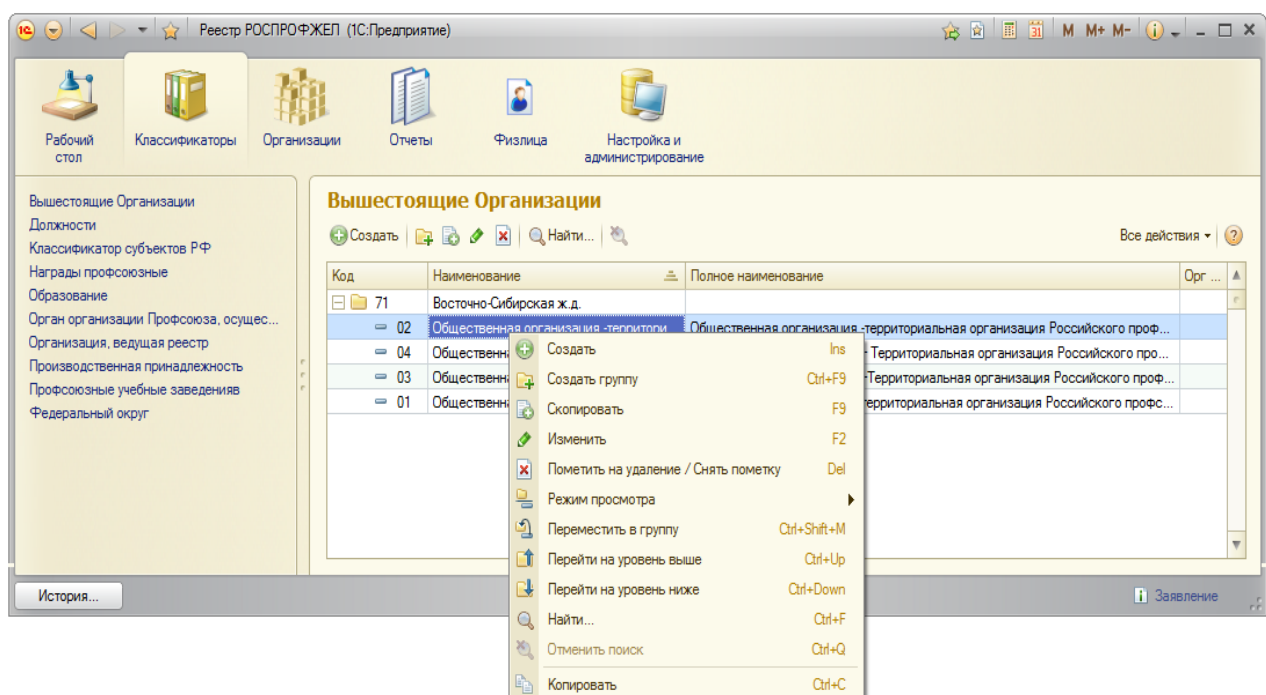 Реестр РОСПРОФЖЕЛ (1С:Предприятие)
M M+ M-
Рабочий стол
Классификаторы
Организации
Отчеты
Физлица
Настройка и администрирование
Вышестоящие Организации
Должности
Классификатор субъектов РФ
Награды профсоюзные
Образование
Орган организации Профсоюза, осущес...
Организация, ведущая реестр
Производственная принадлежность
Профсоюзные учебные заведенияв
Федеральный округ
Вышестоящие Организации
Создать Найти... Все действия
Код Наименование Полное наименование Орг ...
71 Восточно-Сибирская ж.д.
02 Общественная организация -территори... Общественная организация -территориальная организация Российского проф...
04 Общественн - Территориальная организация Российского про...
03 Общественн -Территориальная организация Российского проф...
01 Общественн территориальная организация Российского профс...
Создать Ins
Создать группу Ctrl+F9
Скопировать F9
Изменить F2
Пометить на удаление / Снять пометку Del
Режим просмотра
Переместить в группу Ctrl+Shift+M
Перейти на уровень выше Ctrl+Up
Перейти на уровень ниже Ctrl+Down
Найти... Ctrl+F
Отменить поиск Ctrl+Q
Копировать Ctrl+C
История... Заявление